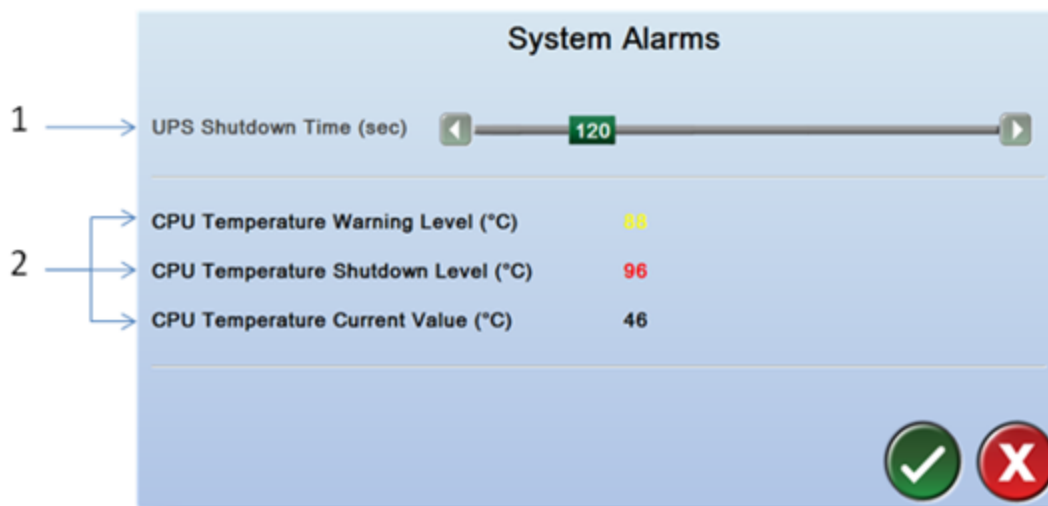 System Alarms
1
UPS Shutdown Time (sec) 120
CPU Temperature Warning Level (°C) 88
2
CPU Temperature Shutdown Level (°C) 96
CPU Temperature Current Value (°C) 46
X